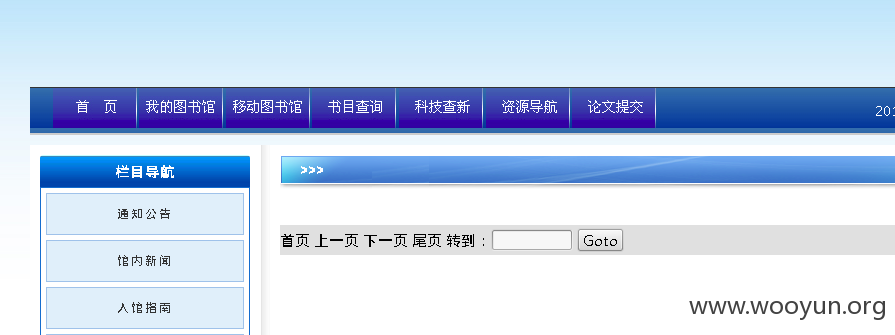 首 页 我的图书馆 移动图书馆 书目查询 科技查新 资源导航 论文提交 201
栏目导航
>>>
通知公告
首页 上一页 下一页 尾页 转到： Goto
馆内新闻
入馆指南
www.wooyun.org